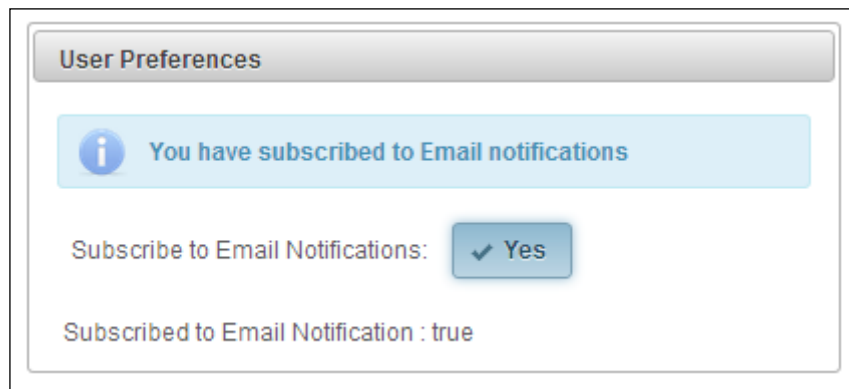 User Preferences
You have subscribed to Email notifications
Subscribe to Email Notifications: Yes
Subscribed to Email Notification : true